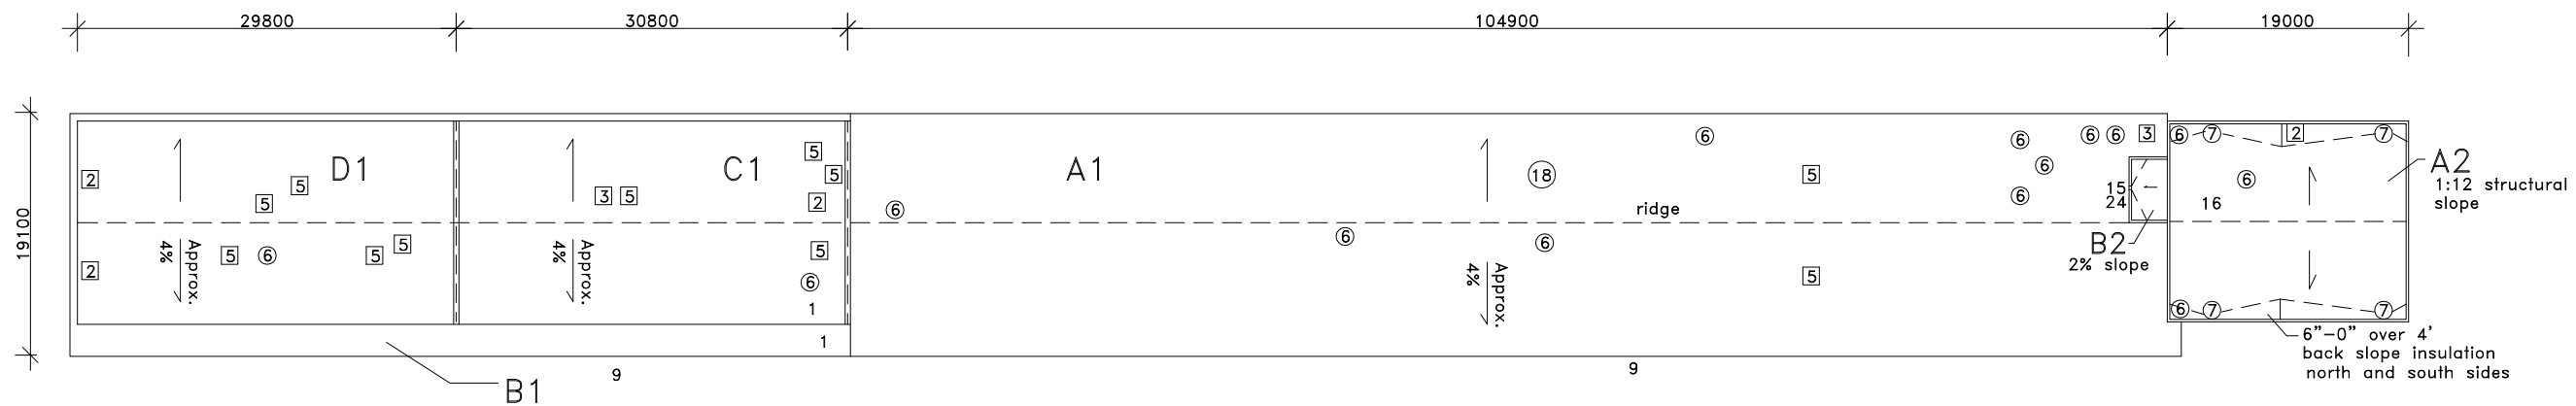 29800 30800 104900 19000
19100
D1 C1 A1 A2
1:12 structural
slope
5 5 2 5 5 3 5 2
6 18 5 6 6 6 6 6 3 6 7 2 7
2 5 6 5 5 5 6
6 6 ridge 6 5 6
15
24
16
B2
2% slope
Approx.
4%
Approx.
4%
Approx.
4%
1
1
6 7 7
6"-0" over 4'
back slope insulation
north and south sides
9 9
B1